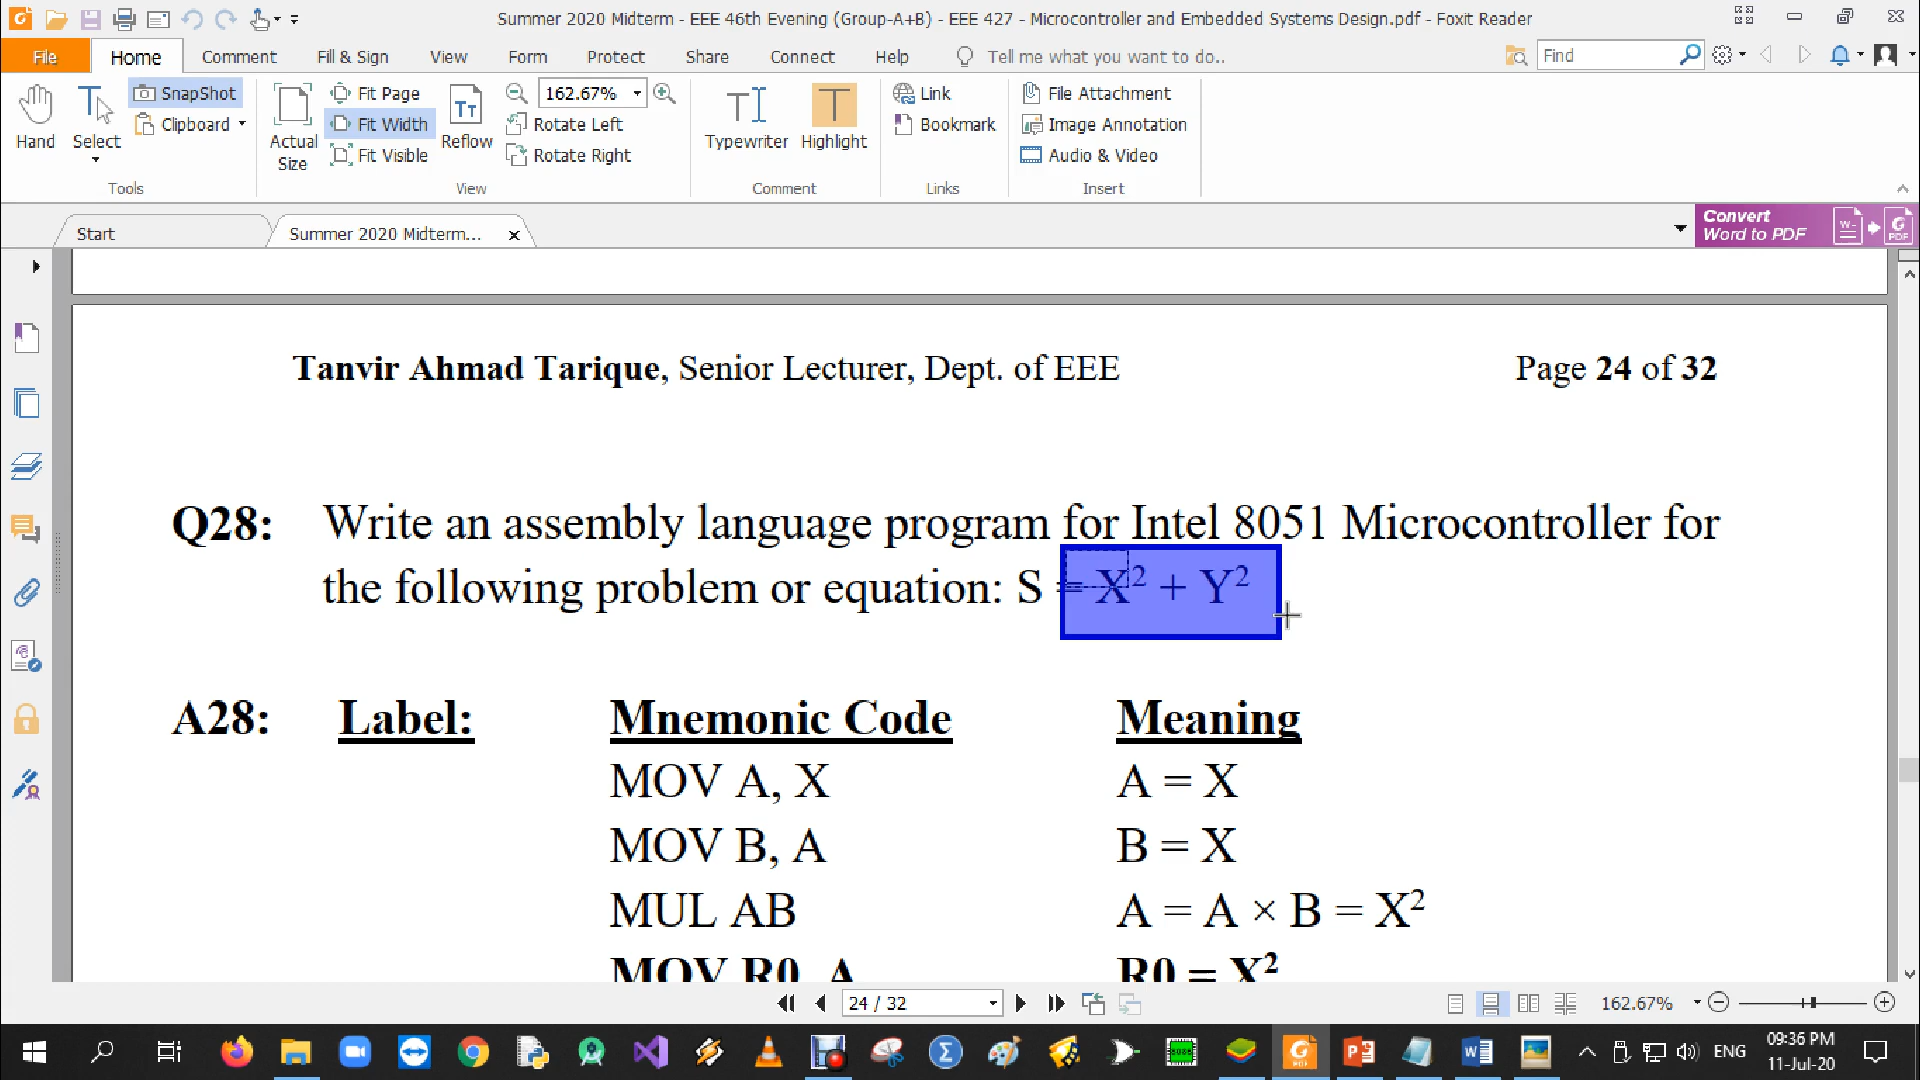 Summer 2020 Midterm - EEE 46th Evening (Group-A+B) - EEE 427 - Microcontroller and Embedded Systems Design.pdf - Foxit Reader
File Home Comment Fill & Sign View Form Protect Share Connect Help Tell me what you want to do.. Find
Hand
Select
SnapShot
Clipboard
Tools
Actual Size
Fit Page
Fit Width
Fit Visible
Reflow
162.67%
Rotate Left
Rotate Right
View
Typewriter
Highlight
Comment
Link
Bookmark
Links
File Attachment
Image Annotation
Audio & Video
Insert
Start
Summer 2020 Midterm...
Convert
Word to PDF
Tanvir Ahmad Tarique, Senior Lecturer, Dept. of EEE Page 24 of 32
Q28: Write an assembly language program for Intel 8051 Microcontroller for
the following problem or equation: S = X² + Y²
A28: Label: Mnemonic Code Meaning
MOV A, X A = X
MOV B, A B = X
MUL AB A = A × B = X²
MOV R0, A R0 = X²
24 / 32
162.67%
ENG
09:36 PM
11-Jul-20